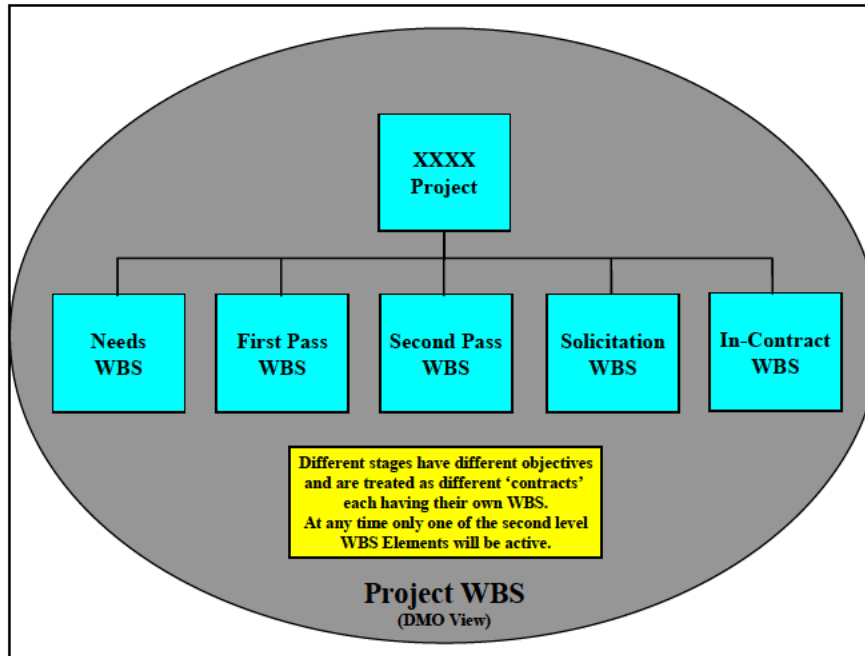 XXXX
Project
Needs
WBS
First Pass
WBS
Second Pass
WBS
Solicitation
WBS
In-Contract
WBS
Different stages have different objectives
and are treated as different ‘contracts’
each having their own WBS.
At any time only one of the second level
WBS Elements will be active.
Project WBS
(DMO View)